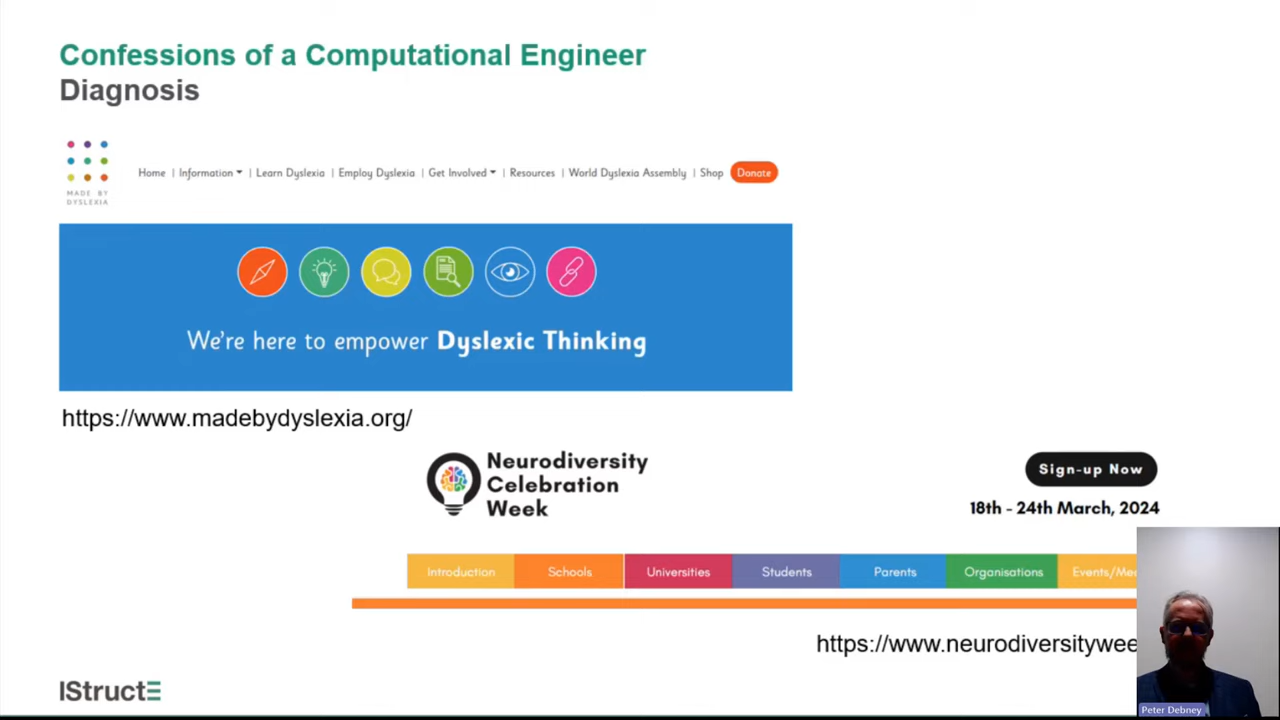 Confessions of a Computational Engineer
Diagnosis
MADE BY
DYSLEXIA
Home | Information | Learn Dyslexia | Employ Dyslexia | Get Involved | Resources | World Dyslexia Assembly | Shop Donate
We're here to empower Dyslexic Thinking
https://www.madebydyslexia.org/
Neurodiversity
Celebration
Week
Sign-up Now
18th - 24th March, 2024
Introduction Schools Universities Students Parents Organisations Events/Me
https://www.neurodiversitywee
IStructE
Peter Debney